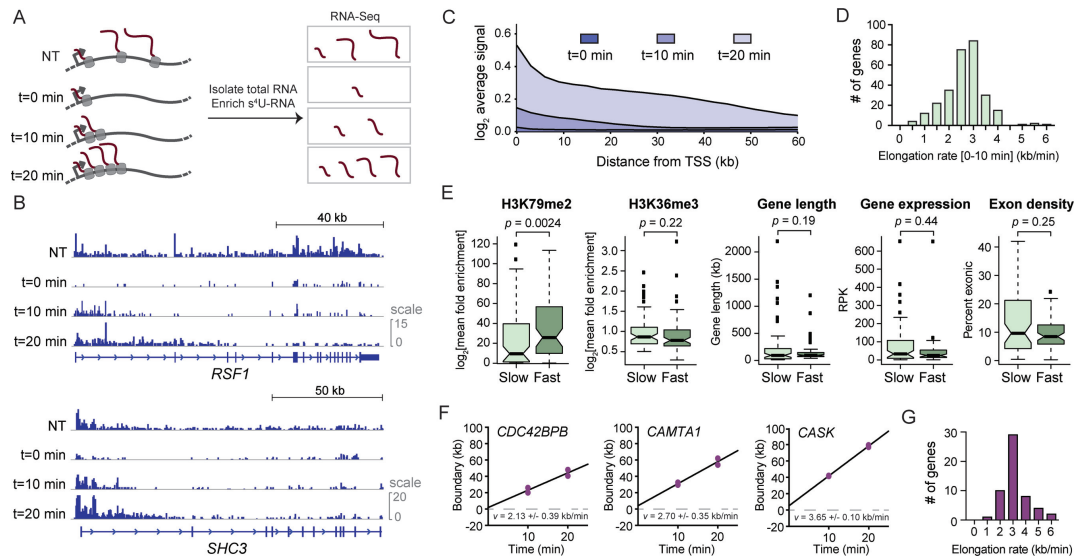 A
NT
t=0 min
t=10 min
t=20 min
Isolate total RNA
Enrich s⁴U-RNA
RNA-Seq
B
40 kb
NT
t=0 min
t=10 min
t=20 min
scale
15
0
RSF1
50 kb
NT
t=0 min
t=10 min
t=20 min
scale
20
0
SHC3
C
log₂ average signal
0.6
0.4
0.2
0.0
t=0 min
t=10 min
t=20 min
0
10
20
30
40
50
60
Distance from TSS (kb)
D
# of genes
100
80
60
40
20
0
0
1
2
3
4
5
6
Elongation rate [0-10 min] (kb/min)
E
H3K79me2
p = 0.0024
log₂[mean fold enrichment]
120
100
80
60
40
20
0
Slow Fast
H3K36me3
p = 0.22
log₂[mean fold enrichment]
3.0
2.5
2.0
1.5
1.0
0.5
0
Slow Fast
Gene length
p = 0.19
Gene length (kb)
2000
1500
1000
500
0
Slow Fast
Gene expression
p = 0.44
RPK
600
500
400
300
200
100
0
Slow Fast
Exon density
p = 0.25
Percent exonic
40
30
20
10
0
Slow Fast
F
CDC42BPB
Boundary (kb)
100
80
60
40
20
0
-20
v = 2.13 +/- 0.39 kb/min
10
20
Time (min)
CAMTA1
Boundary (kb)
100
80
60
40
20
0
-20
v = 2.70 +/- 0.35 kb/min
10
20
Time (min)
CASK
Boundary (kb)
100
80
60
40
20
0
-20
v = 3.65 +/- 0.10 kb/min
10
20
Time (min)
G
# of genes
30
20
10
0
0
1
2
3
4
5
6
Elongation rate (kb/min)